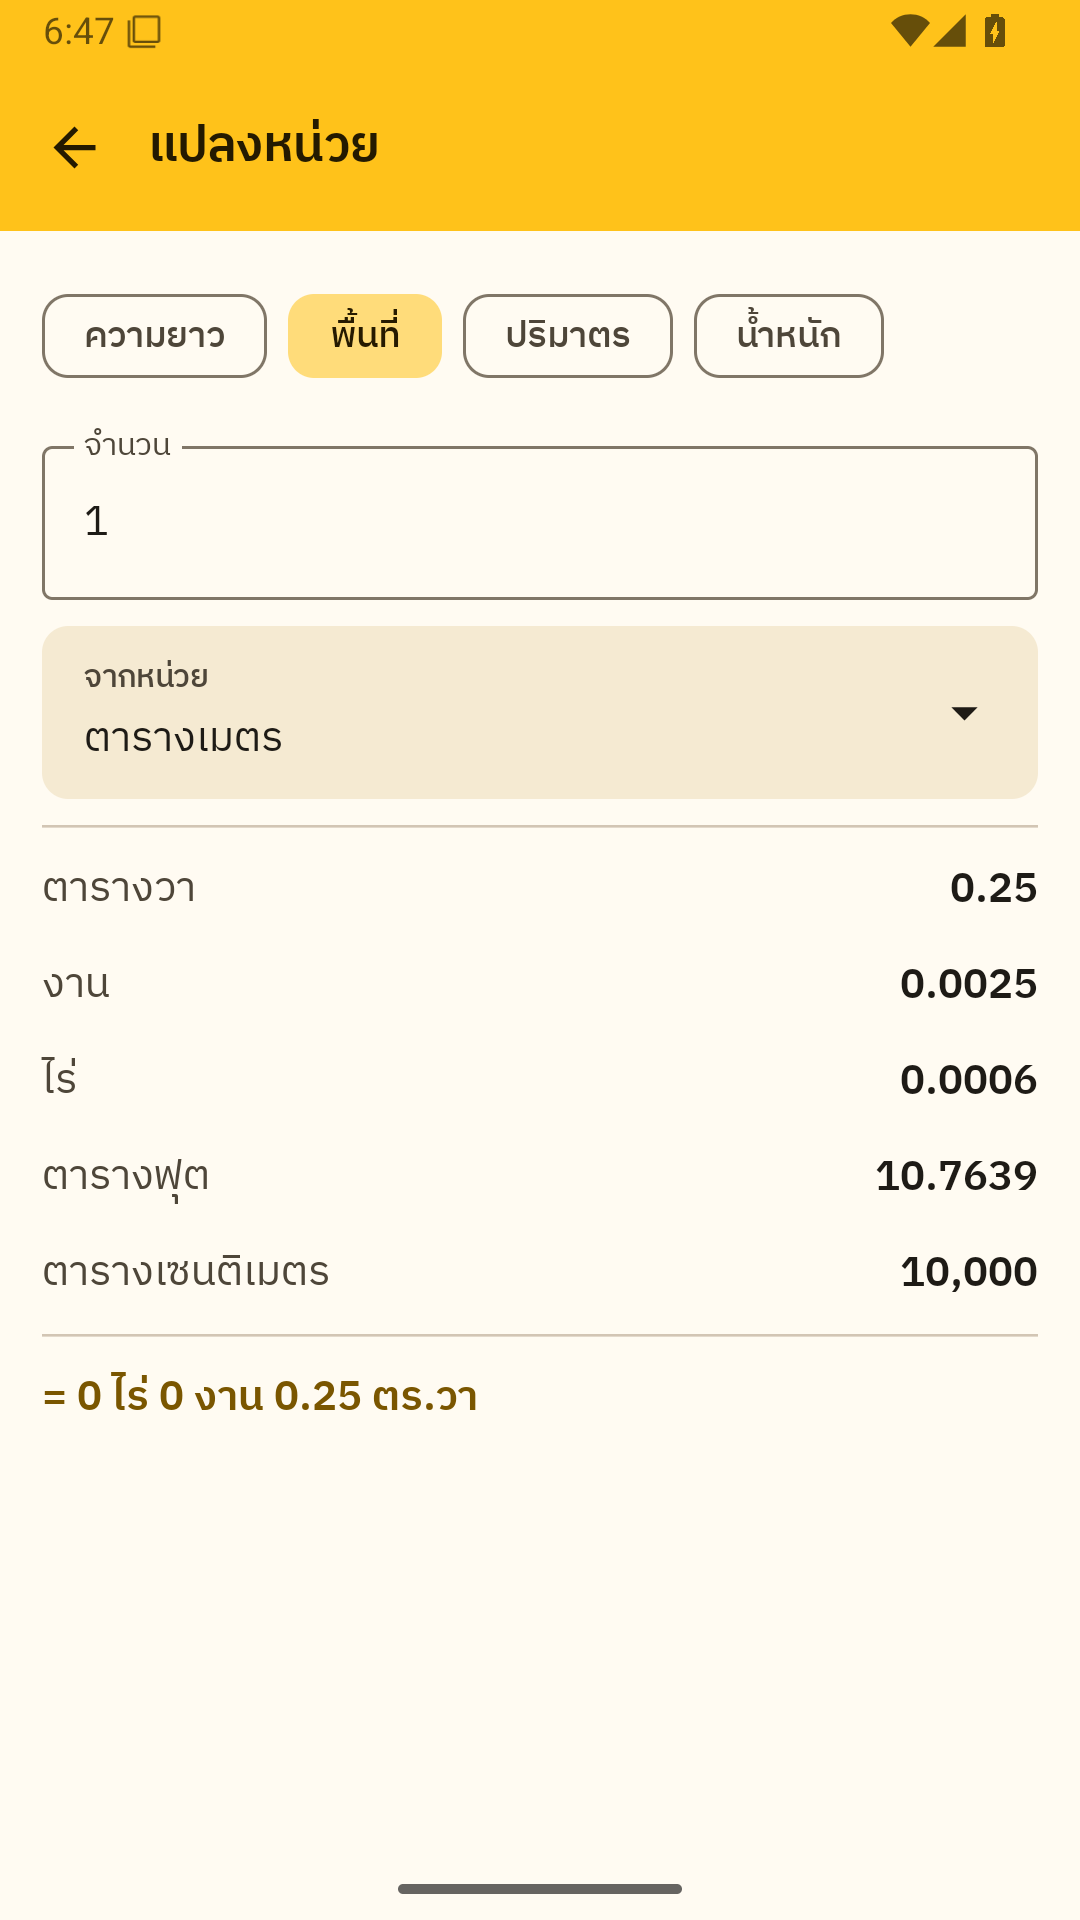 6:47
แปลงหน่วย
ความยาว พื้นที่ ปริมาตร น้ำหนัก
จำนวน
1
จากหน่วย
ตารางเมตร
ตารางวา 0.25
งาน 0.0025
ไร่ 0.0006
ตารางฟุต 10.7639
ตารางเซนติเมตร 10,000
= 0 ไร่ 0 งาน 0.25 ตร.วา